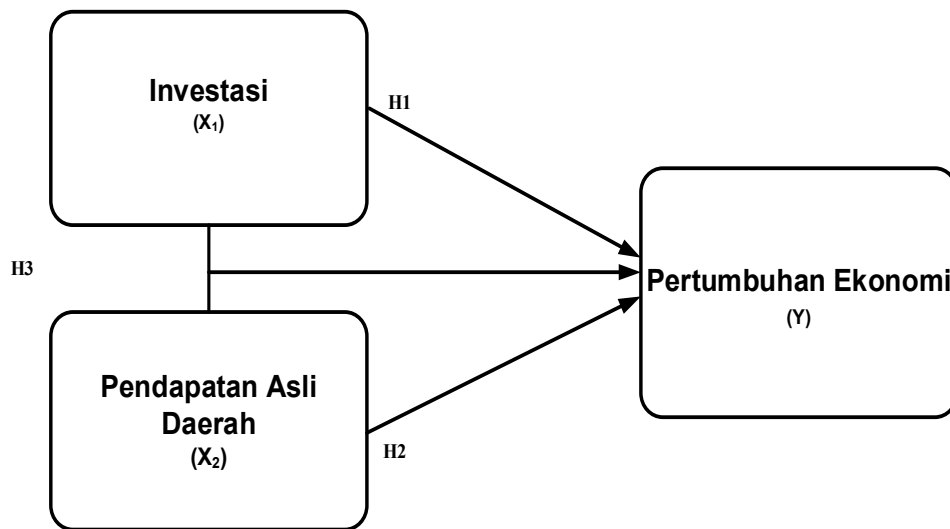 Investasi
(X₁)
H1
H3
Pertumbuhan Ekonomi
(Y)
Pendapatan Asli
Daerah
(X₂)
H2